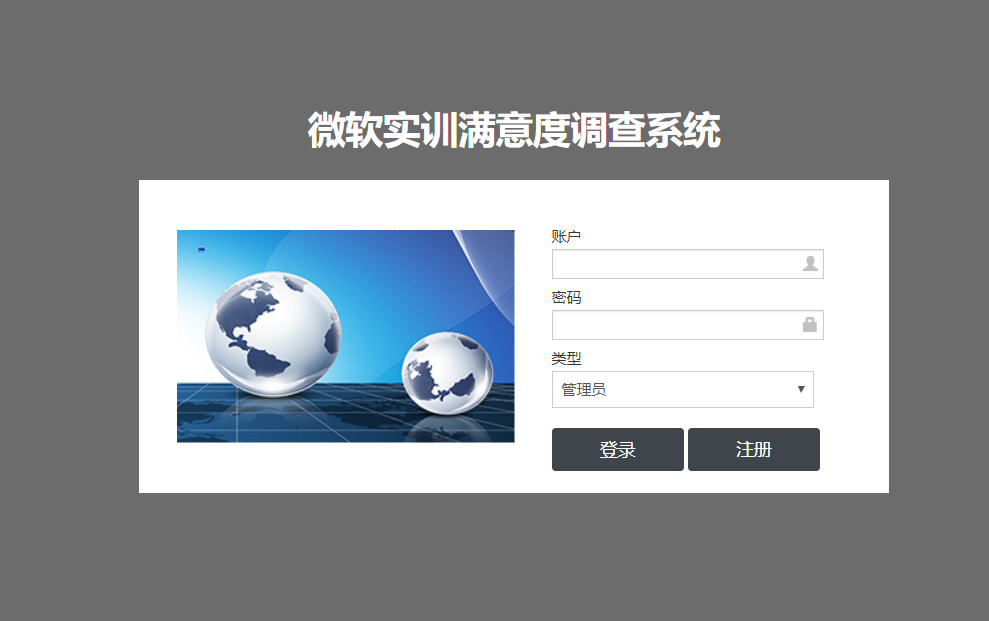 微软实训满意度调查系统
账户
密码
类型
管理员
登录 注册